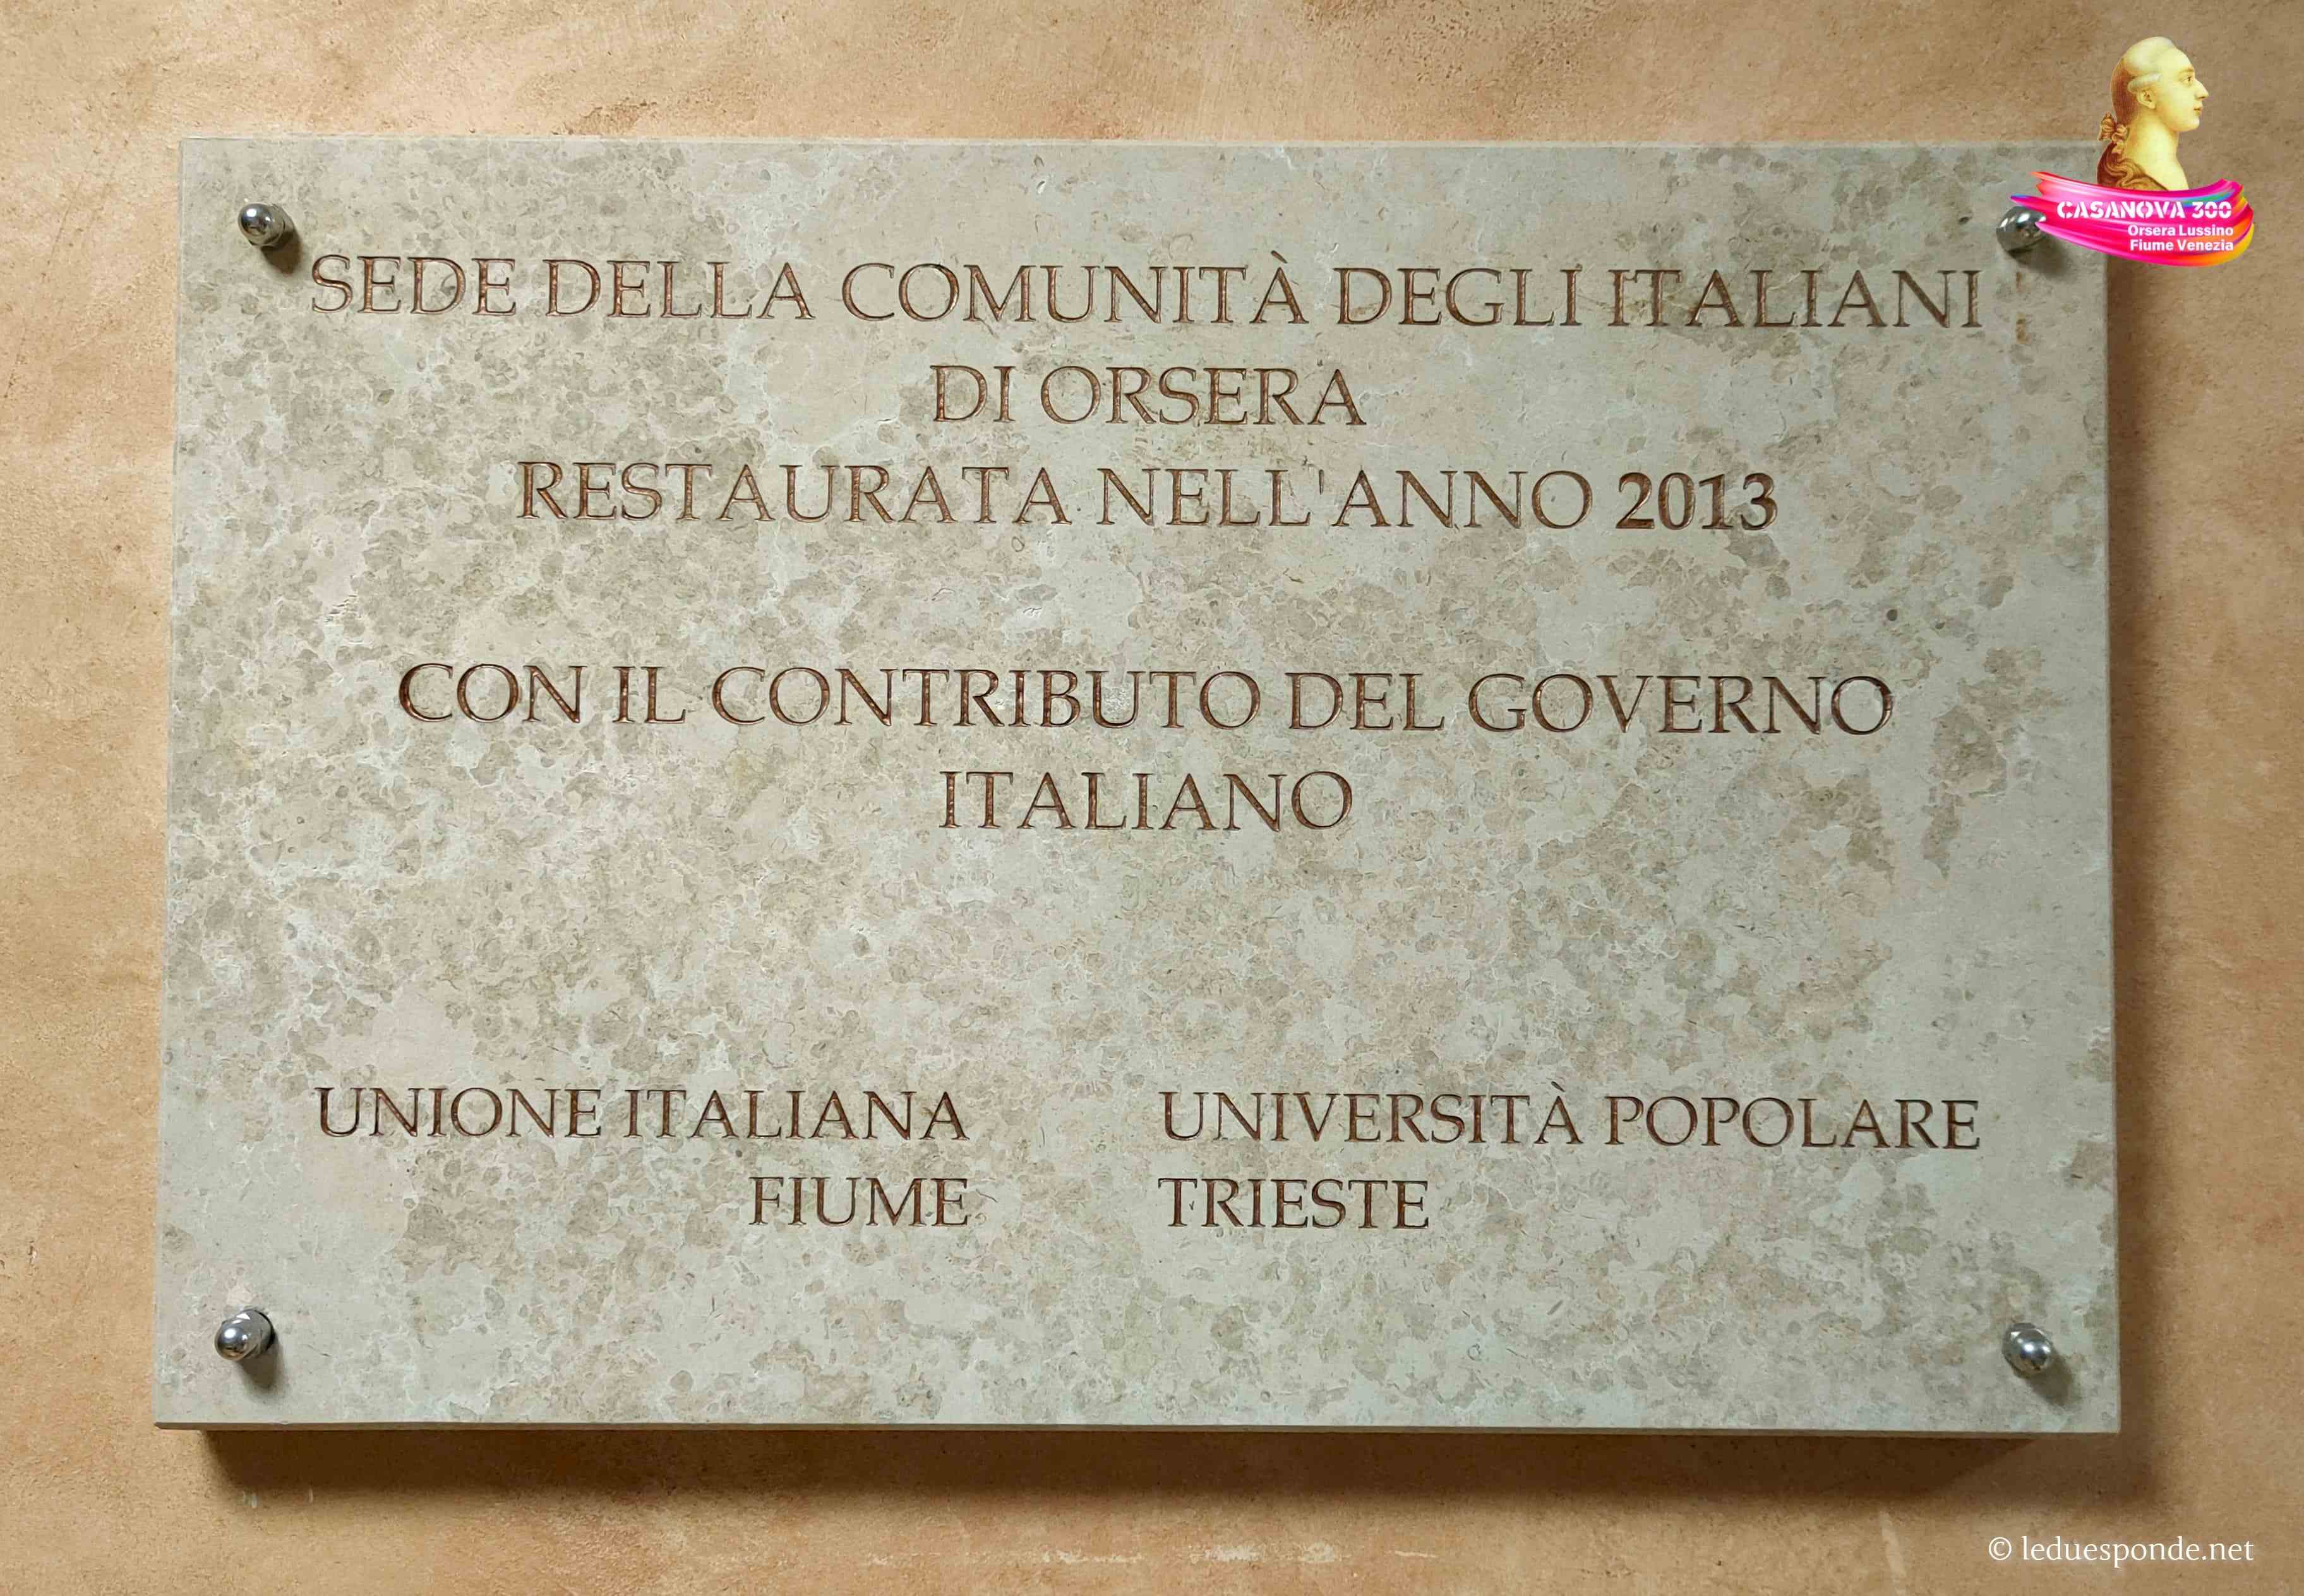 CASANOVA 300
Orsera Lussino
Fiume Venezia
SEDE DELLA COMUNITÀ DEGLI ITALIANI
DI ORSERA
RESTAURATA NELL'ANNO 2013
CON IL CONTRIBUTO DEL GOVERNO
ITALIANO
UNIONE ITALIANA
FIUME
UNIVERSITÀ POPOLARE
TRIESTE
© leduesponde.net